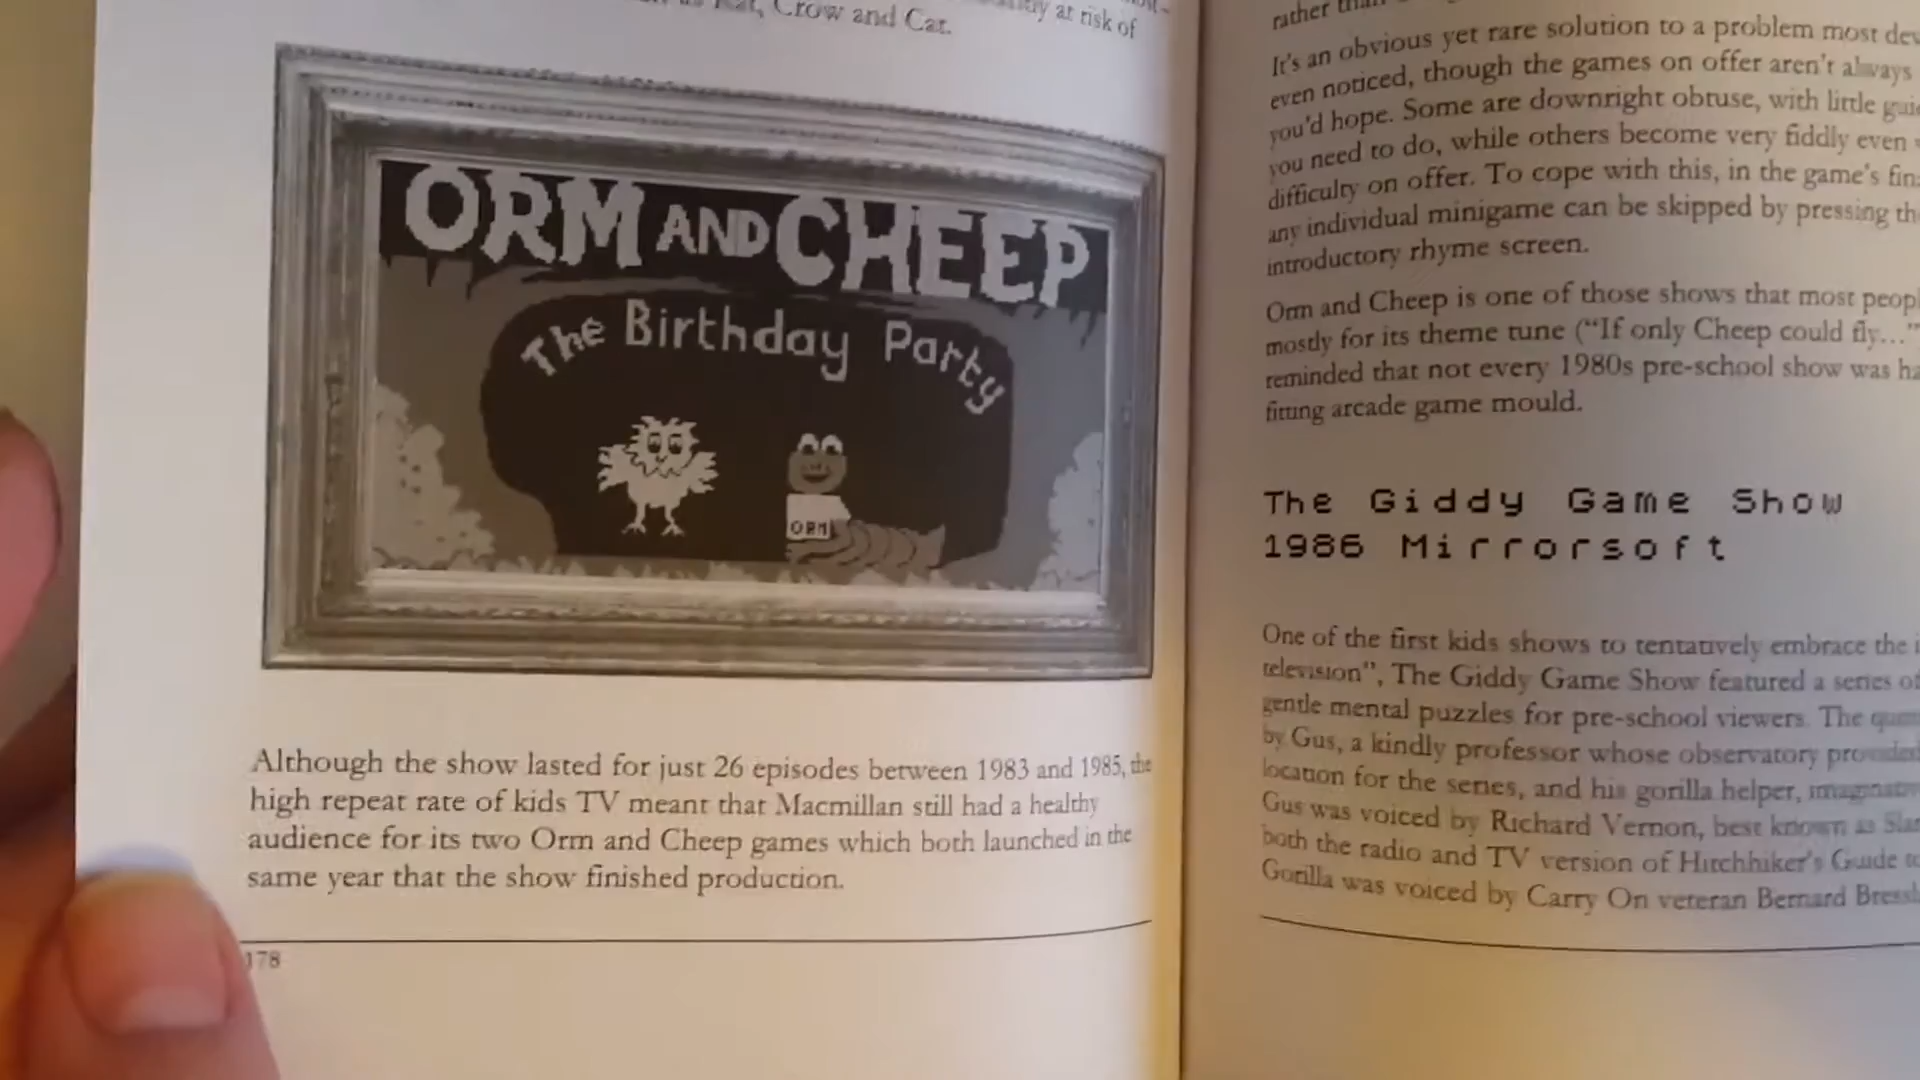 at risk of
Crow and Cat.
ORM AND CHEEP
The Birthday Party
ORM
Although the show lasted for just 26 episodes between 1983 and 1985, the
high repeat rate of kids TV meant that Macmillan still had a healthy
audience for its two Orm and Cheep games which both launched in the
same year that the show finished production.
178
rather
It's an obvious yet rare solution to a problem most
even noticed, though the games on offer aren't always
you'd hope. Some are downright obtuse, with little
you need to do, while others become very fiddly even
difficulty on offer. To cope with this, in the game's
any individual minigame can be skipped by pressing
introductory rhyme screen.
Orm and Cheep is one of those shows that most
mostly for its theme tune ("If only Cheep could fly..."
reminded that not every 1980s pre-school show was
fitting arcade game mould.
The Giddy Game Show
1986 Mirrorsoft
One of the first kids shows to tentatively embrace the
television", The Giddy Game Show featured a series of
gentle mental puzzles for pre-school viewers. The
by Gus, a kindly professor whose observatory provided
location for the series, and his gorilla helper,
Gus was voiced by Richard Vernon, best known as
both the radio and TV version of Hitchhiker's Guide
Gorilla was voiced by Carry On veteran Bernard